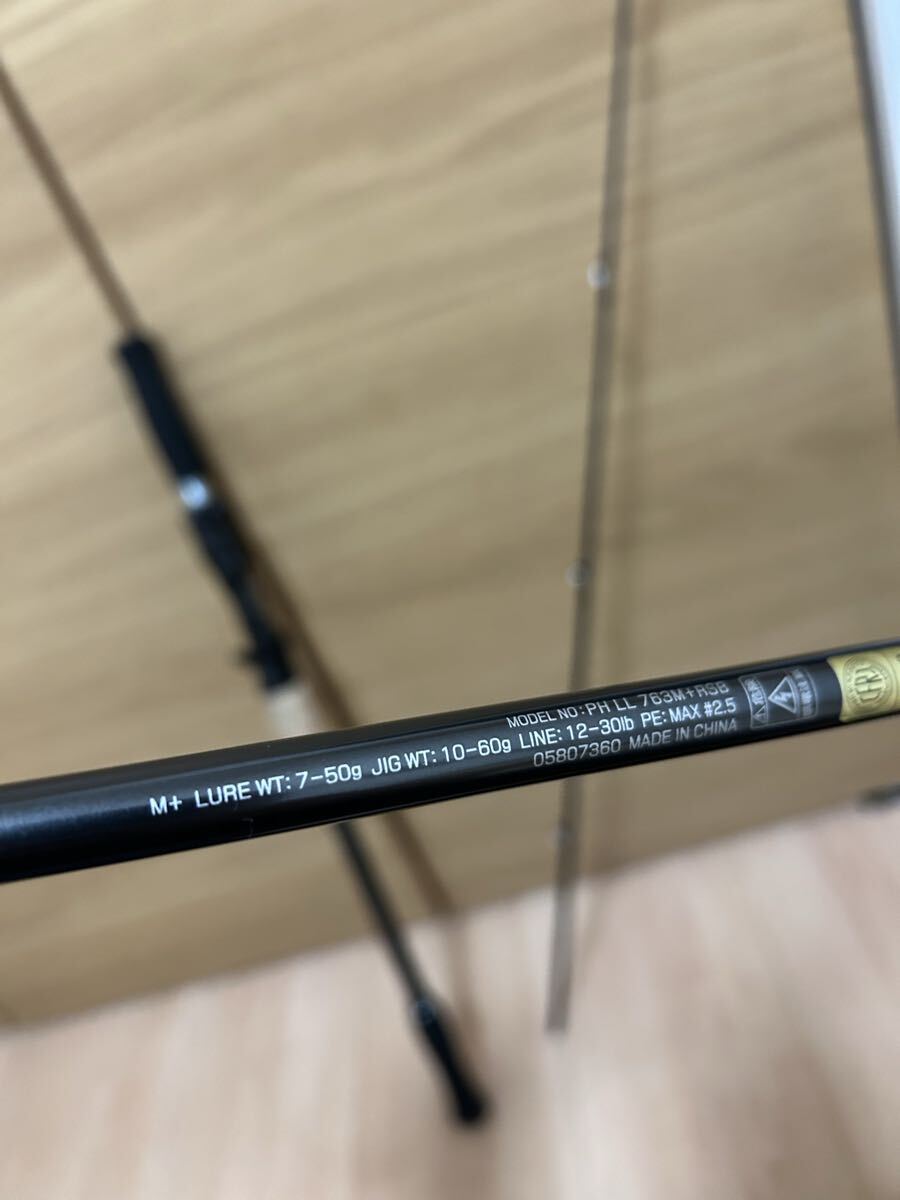 MODEL NO: PH LL 763M+RSB
M+ LURE WT: 7-50g JIG WT: 10-60g LINE: 12-30lb PE: MAX #2.5
05807360 MADE IN CHINA